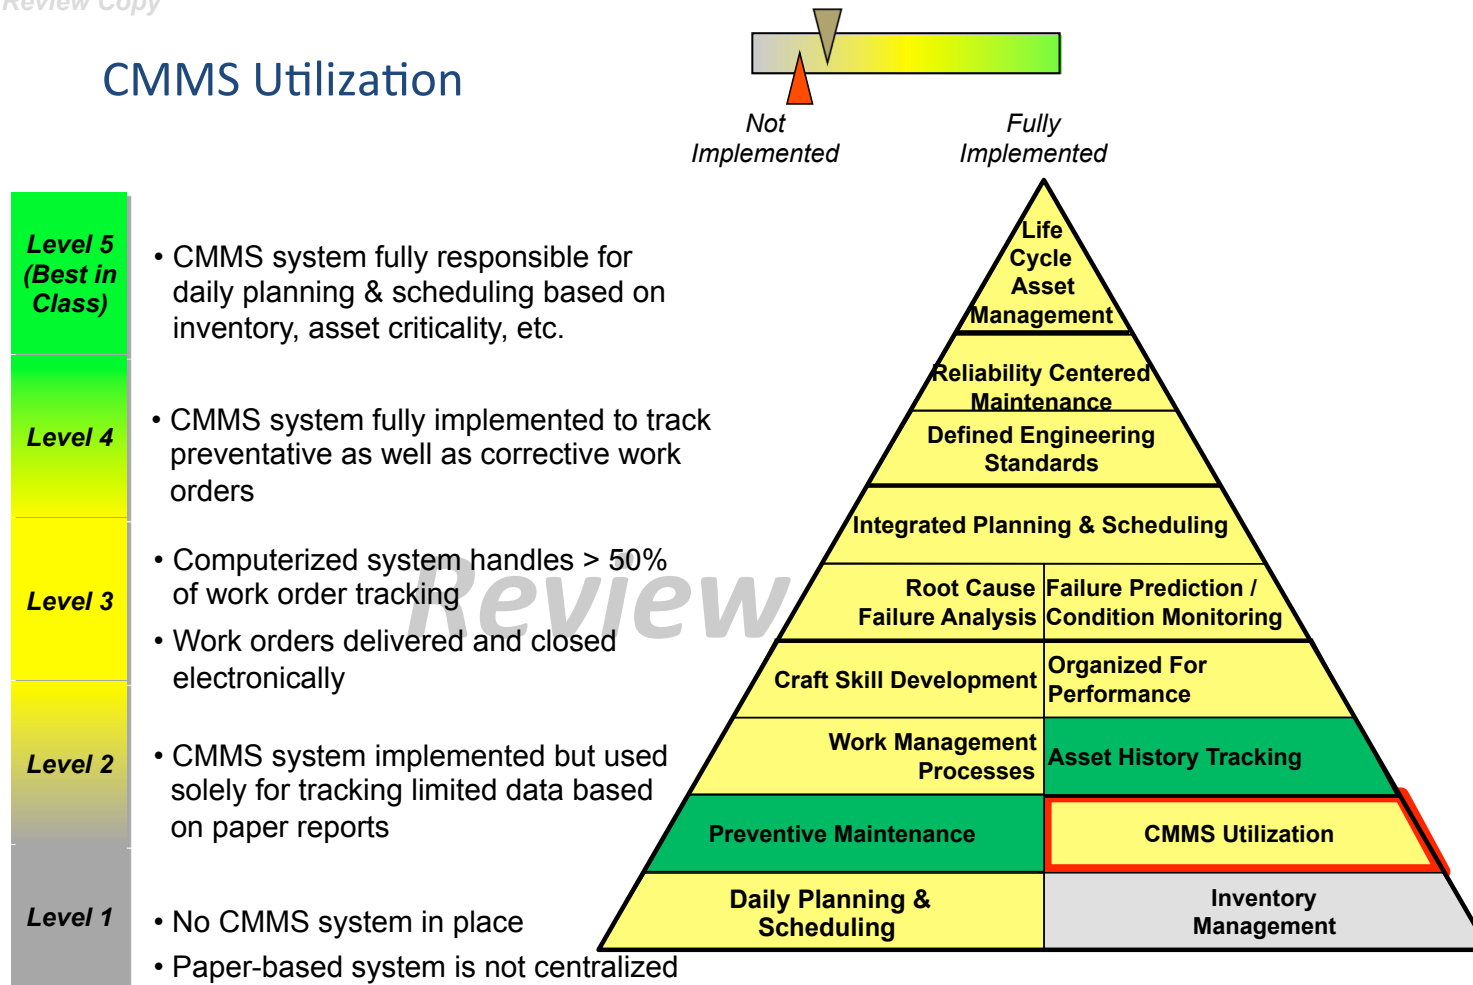 Review Copy
CMMS Utilization
Not
Implemented
Fully
Implemented
Level 5
(Best in
Class)
• CMMS system fully responsible for
daily planning & scheduling based on
inventory, asset criticality, etc.
Level 4
• CMMS system fully implemented to track
preventative as well as corrective work
orders
Level 3
• Computerized system handles > 50%
of work order tracking
• Work orders delivered and closed
electronically
Level 2
• CMMS system implemented but used
solely for tracking limited data based
on paper reports
Level 1
• No CMMS system in place
• Paper-based system is not centralized
Review
Life
Cycle
Asset
Management
Reliability Centered
Maintenance
Defined Engineering
Standards
Integrated Planning & Scheduling
Root Cause
Failure Analysis
Failure Prediction /
Condition Monitoring
Craft Skill Development
Organized For
Performance
Work Management
Processes
Asset History Tracking
Preventive Maintenance
CMMS Utilization
Daily Planning &
Scheduling
Inventory
Management